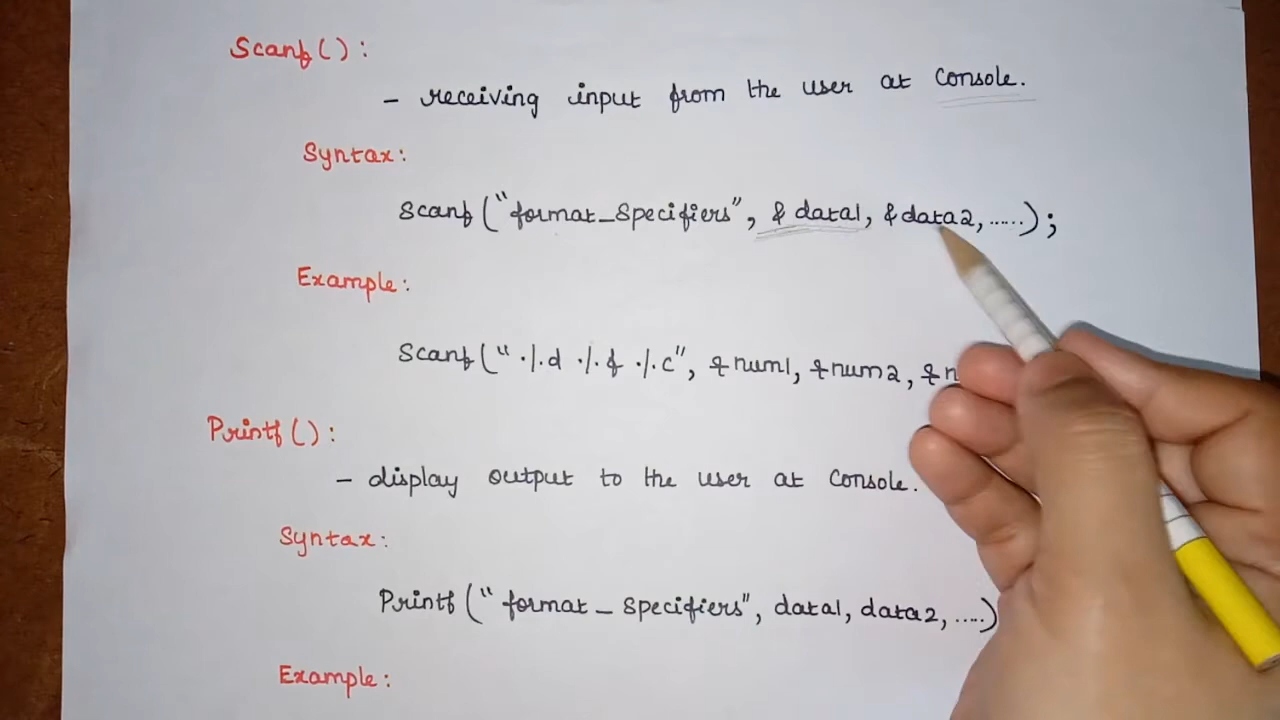 Scanf() :
- receiving input from the user at console.
Syntax:
scanf("format_specifiers", &data1, &data2, ......);
Example:
Scanf("%d %f %c", &num1, &num2, &n
Printf() :
- display output to the user at console.
Syntax:
Printf("format_specifiers", data1, data2, .....)
Example: